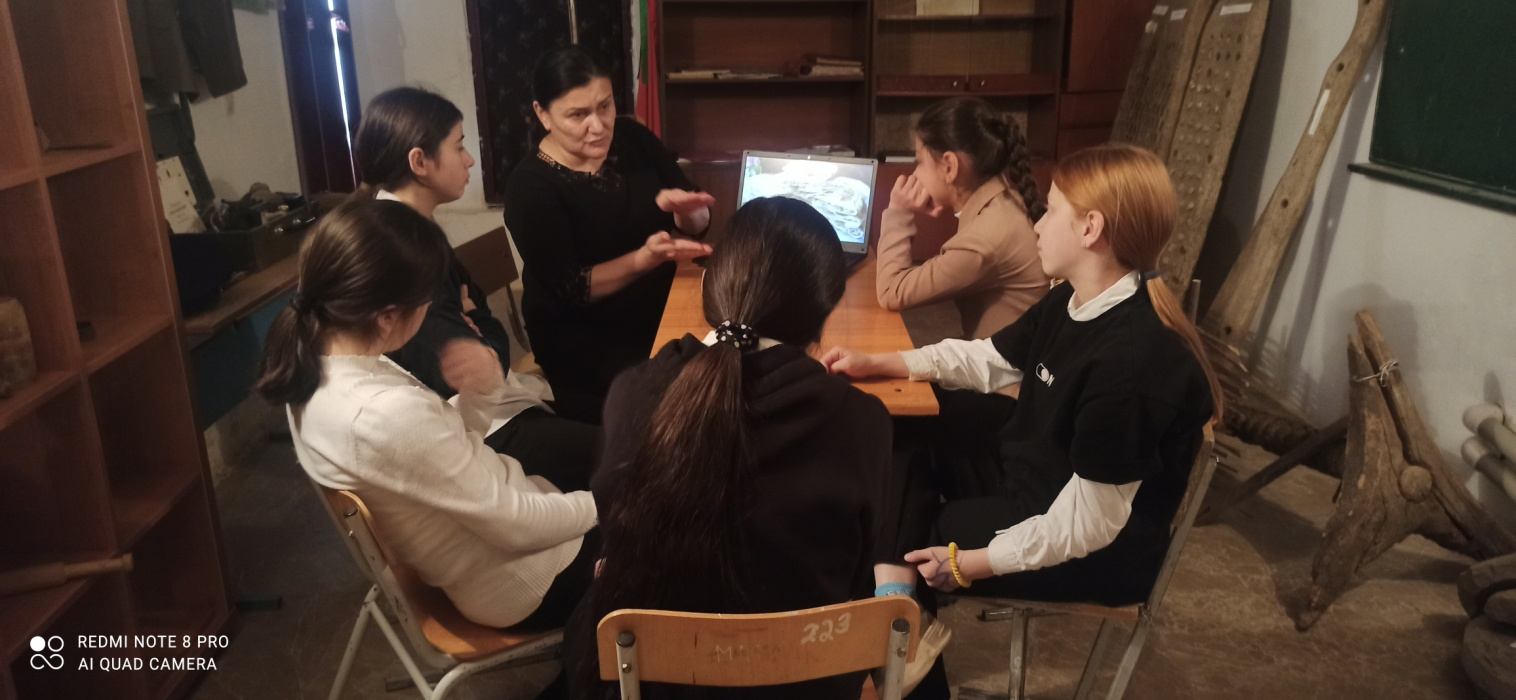 223
REDMI NOTE 8 PRO
AI QUAD CAMERA